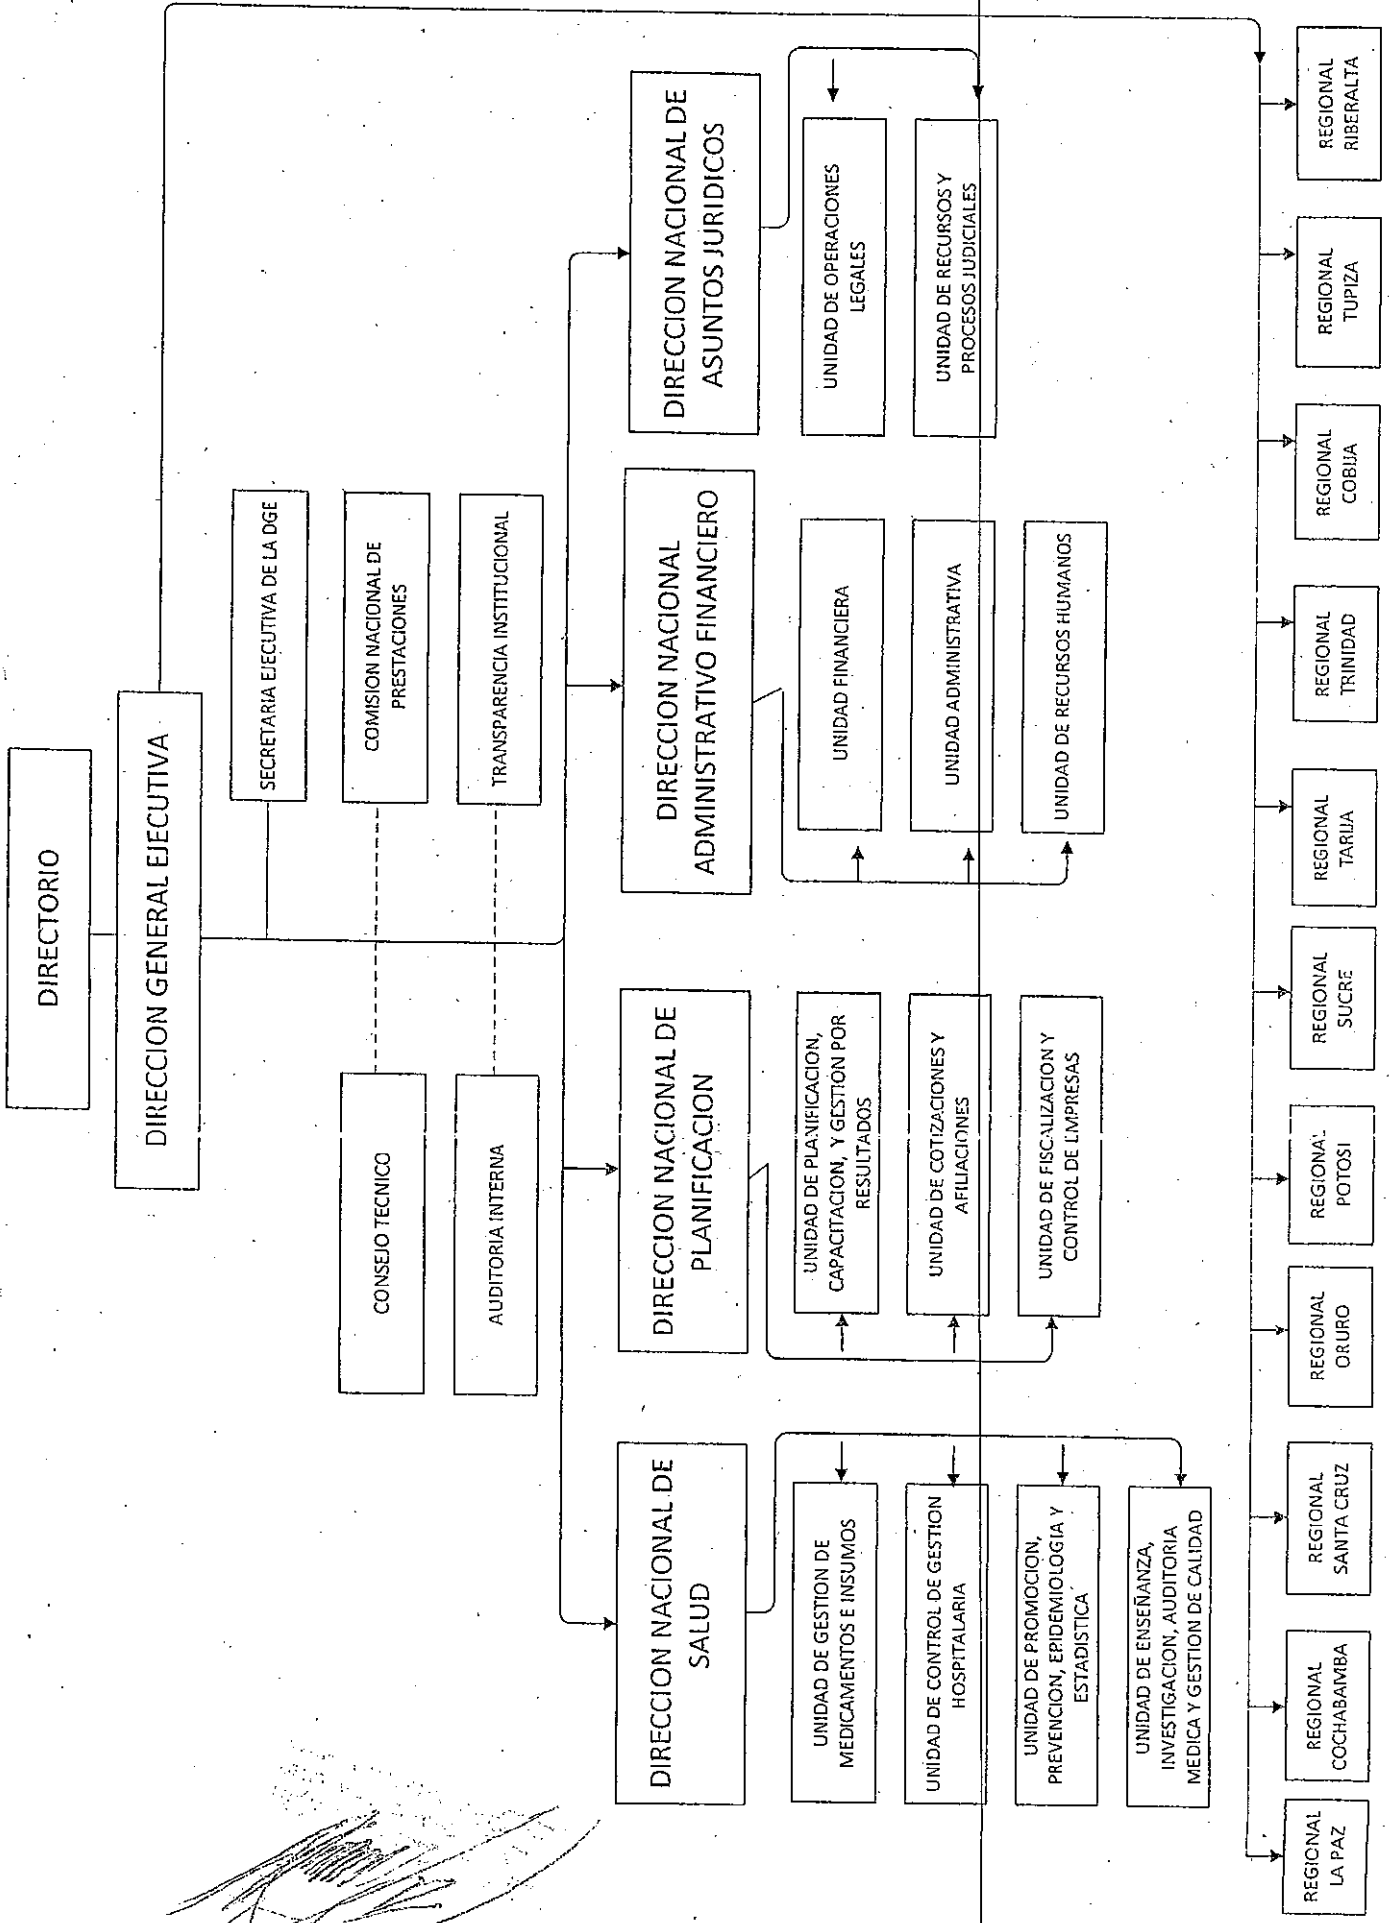 DIRECTORIO
DIRECCION GENERAL EJECUTIVA
SECRETARIA EJECUTIVA DE LA DGE
CONSEJO TECNICO
COMISION NACIONAL DE
PRESTACIONES
AUDITORIA INTERNA
TRANSPARENCIA INSTITUCIONAL
DIRECCION NACIONAL DE
SALUD
UNIDAD DE GESTION DE
MEDICAMENTOS E INSUMOS
UNIDAD DE CONTROL DE GESTION
HOSPITALARIA
UNIDAD DE PROMOCION,
PREVENCION, EPIDEMIOLOGIA Y
ESTADISTICA
UNIDAD DE ENSEÑANZA,
INVESTIGACION, AUDITORIA
MEDICA Y GESTION DE CALIDAD
DIRECCION NACIONAL DE
PLANIFICACION
UNIDAD DE PLANIFICACION,
CAPACITACION, Y GESTION POR
RESULTADOS
UNIDAD DE COTIZACIONES Y
AFILIACIONES
UNIDAD DE FISCALIZACION Y
CONTROL DE EMPRESAS
DIRECCION NACIONAL
ADMINISTRATIVO FINANCIERO
UNIDAD FINANCIERA
UNIDAD ADMINISTRATIVA
UNIDAD DE RECURSOS HUMANOS
DIRECCION NACIONAL DE
ASUNTOS JURIDICOS
UNIDAD DE OPERACIONES
LEGALES
UNIDAD DE RECURSOS Y
PROCESOS JUDICIALES
REGIONAL
LA PAZ
REGIONAL
COCHABAMBA
REGIONAL
SANTA CRUZ
REGIONAL
ORURO
REGIONAL
POTOSI
REGIONAL
SUCRE
REGIONAL
TARIJA
REGIONAL
TRINIDAD
REGIONAL
COBIJA
REGIONAL
TUPIZA
REGIONAL
RIBERALTA